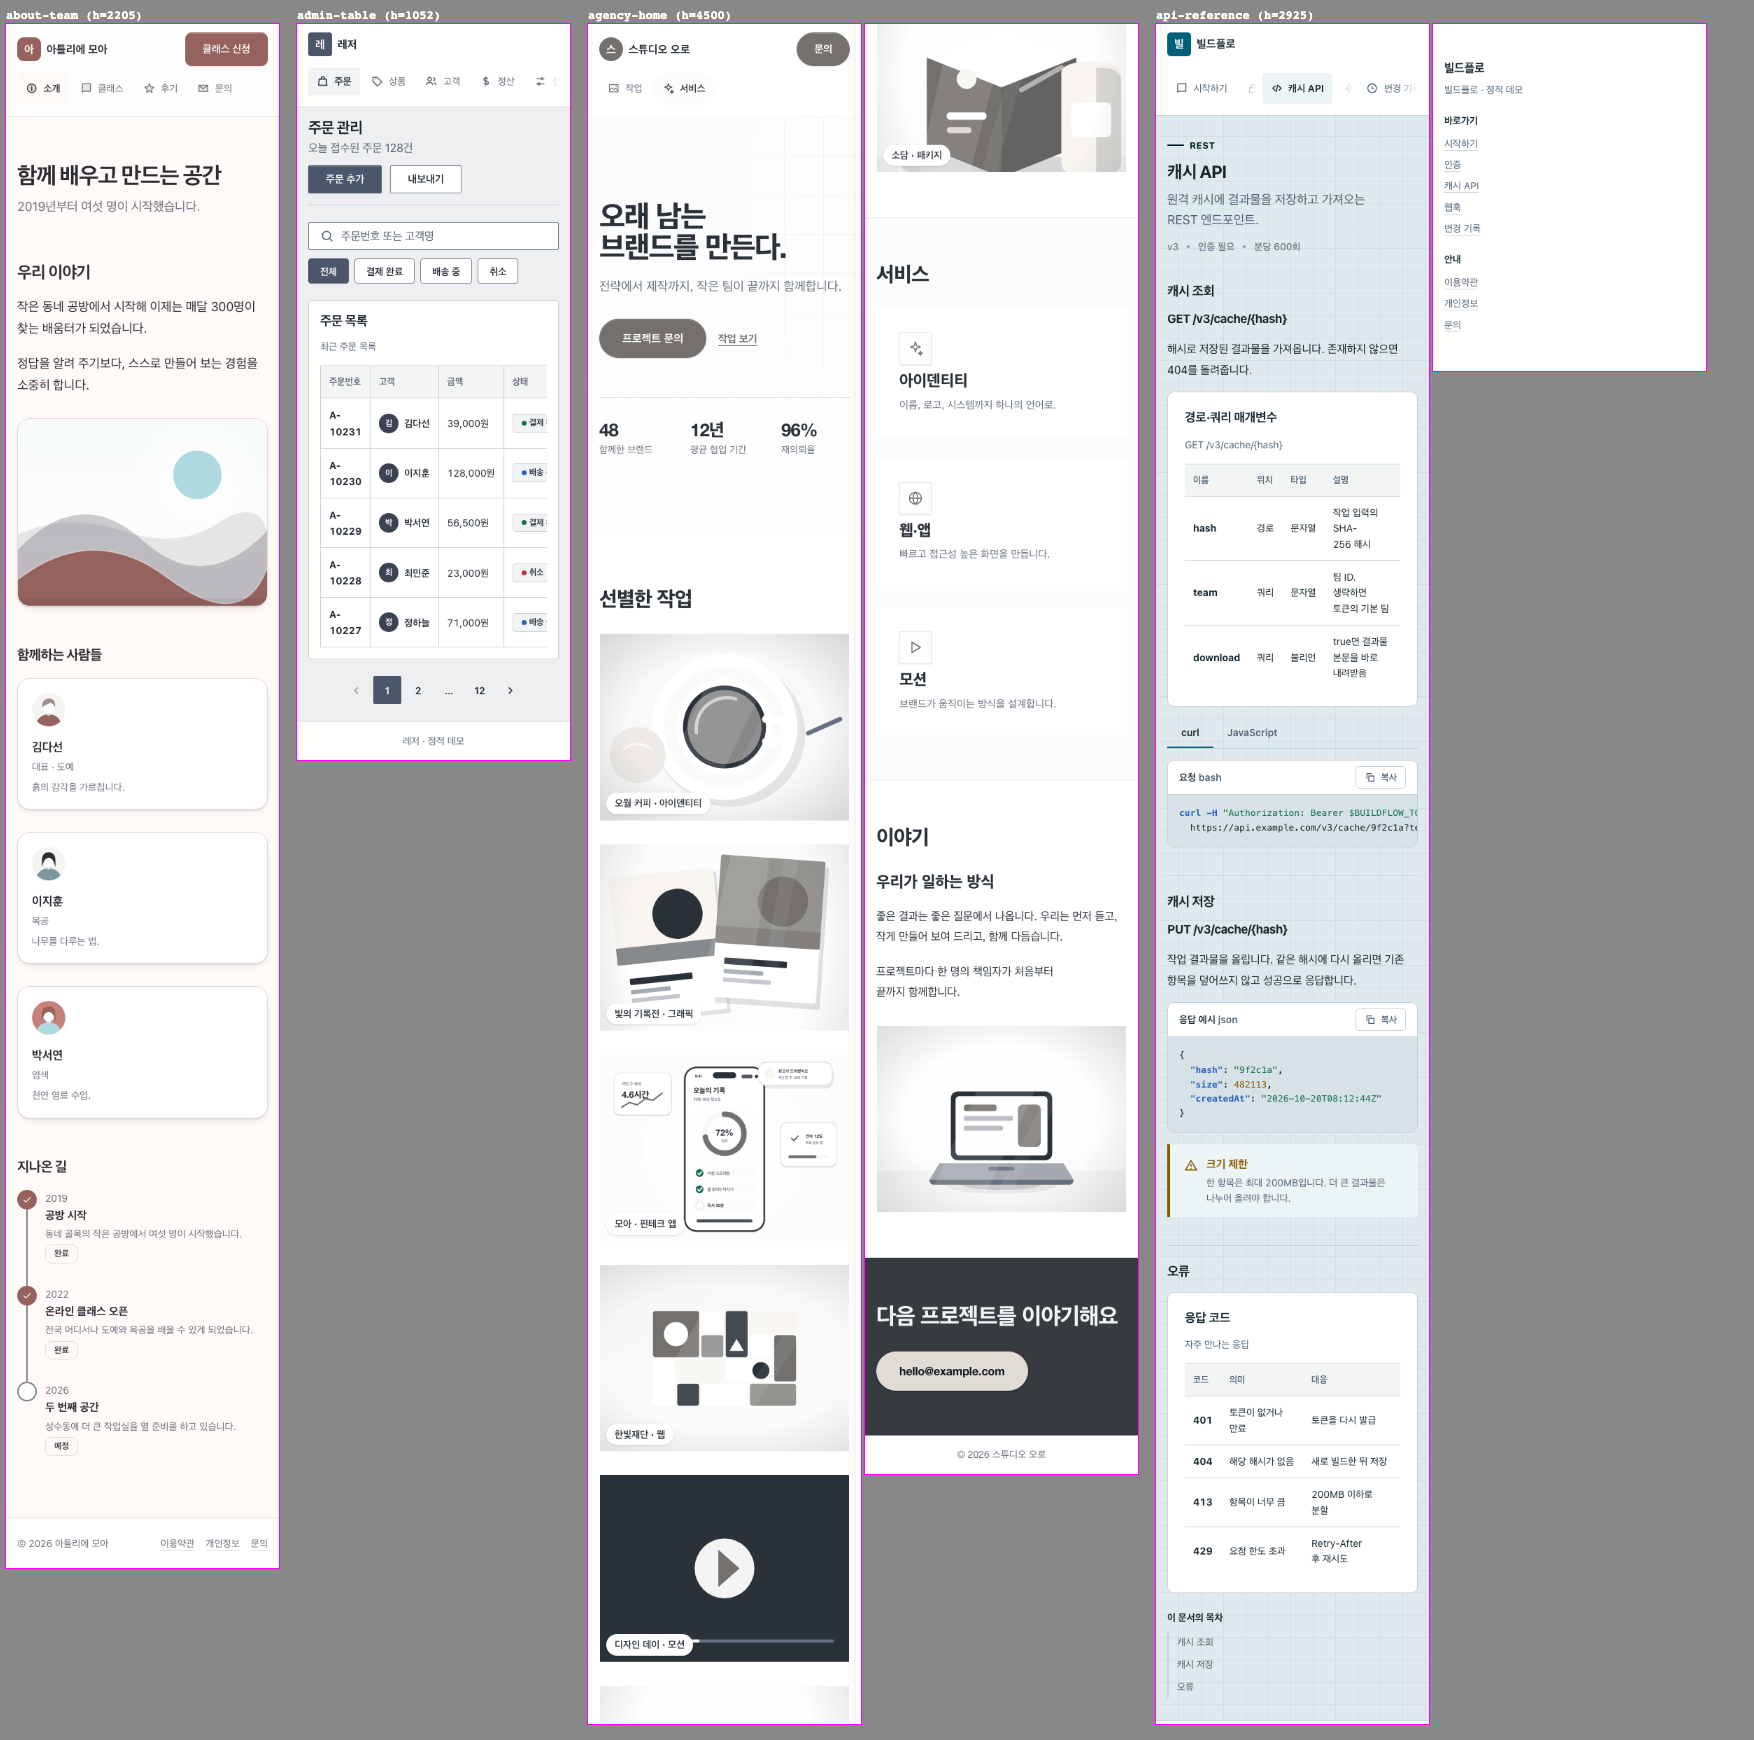 about-team (h=2205)
아 아틀리에 모아
클래스 신청
소개 클래스 후기 문의
함께 배우고 만드는 공간
2019년부터 여섯 명이 시작했습니다.
우리 이야기
작은 동네 공방에서 시작해 이제는 매달 300명이
찾는 배움터가 되었습니다.
정답을 알려 주기보다, 스스로 만들어 보는 경험을
소중히 합니다.
함께하는 사람들
김다선
대표 · 도예
흙의 감각을 가르칩니다.
이지훈
목공
나무를 다루는 법.
박서연
염색
천연 염료 수업.
지나온 길
2019
공방 시작
동네 골목의 작은 공방에서 여섯 명이 시작했습니다.
완료
2022
온라인 클래스 오픈
전국 어디서나 도예와 목공을 배울 수 있게 되었습니다.
완료
2026
두 번째 공간
성수동에 더 큰 작업실을 열 준비를 하고 있습니다.
예정
© 2026 아틀리에 모아 이용약관 개인정보 문의
admin-table (h=1052)
레 레저
주문 상품 고객 정산
주문 관리
오늘 접수된 주문 128건
주문 추가 내보내기
주문번호 또는 고객명
전체 결제 완료 배송 중 취소
주문 목록
최근 주문 목록
주문번호 고객 금액 상태
A-10231 김 김다선 39,000원 결제
A-10230 이 이지훈 128,000원 배송
A-10229 박 박서연 56,500원 결제
A-10228 최 최민준 23,000원 취소
A-10227 정 정하늘 71,000원 배송
1 2 … 12
레저 · 정적 데모
agency-home (h=4500)
스 스튜디오 오로
문의
작업 서비스
오래 남는
브랜드를 만든다.
전략에서 제작까지, 작은 팀이 끝까지 함께합니다.
프로젝트 문의 작업 보기
48 12년 96%
함께한 브랜드 평균 협업 기간 재의뢰율
선별한 작업
오월 커피 · 아이덴티티
빛의 기록전 · 그래픽
4.6시간
오늘의 기록
72%
모아 · 핀테크 앱
한빛재단 · 웹
디자인 데이 · 모션
소담 · 패키지
서비스
아이덴티티
이름, 로고, 시스템까지 하나의 언어로.
웹·앱
빠르고 접근성 높은 화면을 만듭니다.
모션
브랜드가 움직이는 방식을 설계합니다.
이야기
우리가 일하는 방식
좋은 결과는 좋은 질문에서 나옵니다. 우리는 먼저 듣고,
작게 만들어 보여 드리고, 함께 다듬습니다.
프로젝트마다 한 명의 책임자가 처음부터
끝까지 함께합니다.
다음 프로젝트를 이야기해요
hello@example.com
© 2026 스튜디오 오로
api-reference (h=2925)
빌 빌드플로
시작하기 캐시 API 변경 기
REST
캐시 API
원격 캐시에 결과물을 저장하고 가져오는
REST 엔드포인트.
v3 • 인증 필요 • 분당 600회
캐시 조회
GET /v3/cache/{hash}
해시로 저장된 결과물을 가져옵니다. 존재하지 않으면
404를 돌려줍니다.
경로·쿼리 매개변수
GET /v3/cache/{hash}
이름 위치 타입 설명
hash 경로 문자열 작업 입력의 SHA-256 해시
team 쿼리 문자열 팀 ID. 생략하면 토큰의 기본 팀
download 쿼리 불리언 true면 결과물 본문을 바로 내려받음
curl JavaScript
요청 bash 복사
curl -H "Authorization: Bearer $BUILDFLOW_TO
https://api.example.com/v3/cache/9f2c1a?te
캐시 저장
PUT /v3/cache/{hash}
작업 결과물을 올립니다. 같은 해시에 다시 올리면 기존
항목을 덮어쓰지 않고 성공으로 응답합니다.
응답 예시 json 복사
{
"hash": "9f2c1a",
"size": 482113,
"createdAt": "2026-10-20T08:12:44Z"
}
크기 제한
한 항목은 최대 200MB입니다. 더 큰 결과물은
나누어 올려야 합니다.
오류
응답 코드
자주 만나는 응답
코드 의미 대응
401 토큰이 없거나 만료 토큰을 다시 발급
404 해당 해시가 없음 새로 빌드한 뒤 저장
413 항목이 너무 큼 200MB 이하로 분할
429 요청 한도 초과 Retry-After 후 재시도
이 문서의 목차
캐시 조회
캐시 저장
오류
빌드플로
빌드플로 · 정적 데모
바로가기
시작하기
인증
캐시 API
웹훅
변경 기록
안내
이용약관
개인정보
문의